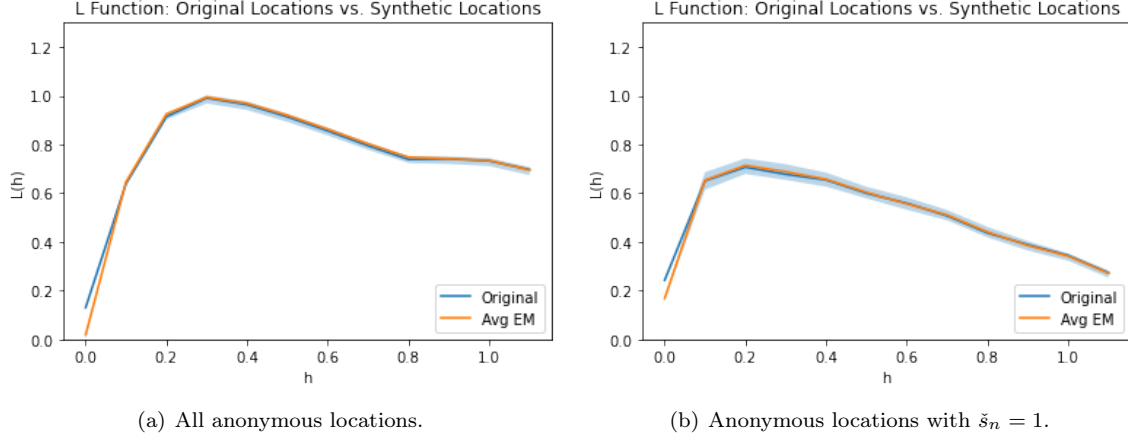 L Function: Original Locations vs. Synthetic Locations
1.2
1.0
0.8
0.6
0.4
0.2
0.0
L(h)
0.0 0.2 0.4 0.6 0.8 1.0
h
Original
Avg EM
(a) All anonymous locations.
L Function: Original Locations vs. Synthetic Locations
1.2
1.0
0.8
0.6
0.4
0.2
0.0
L(h)
0.0 0.2 0.4 0.6 0.8 1.0
h
Original
Avg EM
(b) Anonymous locations with šₙ = 1.